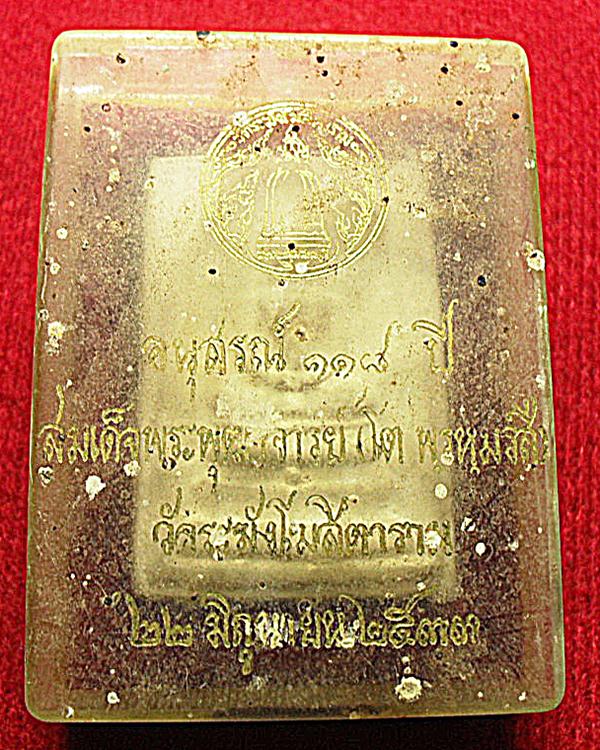 อนุสรณ์ ๑๑๘ ปี
สมเด็จพระพุฒาจารย์ (โต พรหมรังสี)
วัดระฆังโฆสิตาราม
๒๒ มิถุนายน ๒๕๓๓